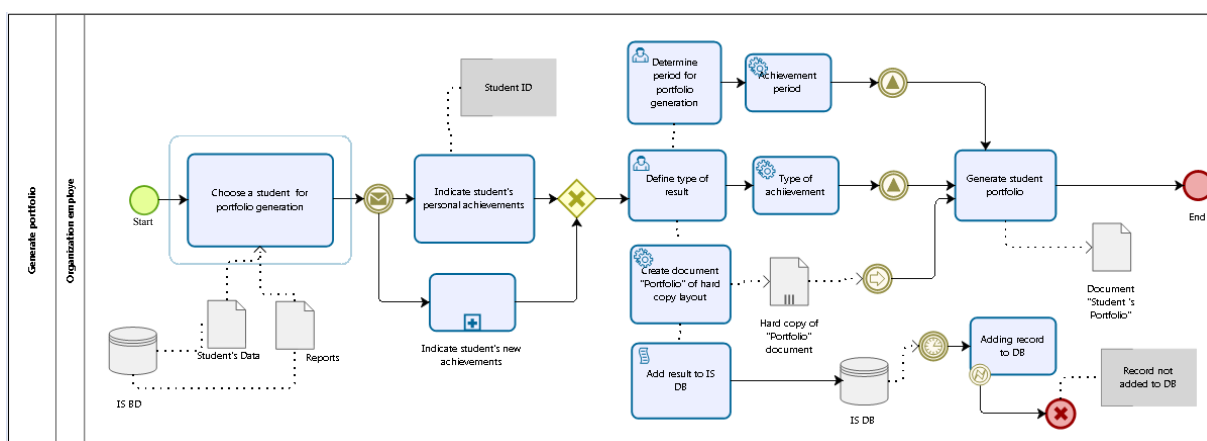 Generate portfolio
Organization employe
Start
Choose a student for
portfolio generation
Student's Data
Reports
IS BD
Student ID
Indicate student's
personal achievements
Indicate student's new
achievements
Determine
period for
portfolio
generation
Achievement
period
Define type of
result
Type of
achievement
Create document
"Portfolio" of hard
copy layout
Hard copy of
"Portfolio"
document
Add result to IS
DB
IS DB
Generate student
portfolio
End
Document
"Student's
Portfolio"
Adding record
to DB
Record not
added to DB